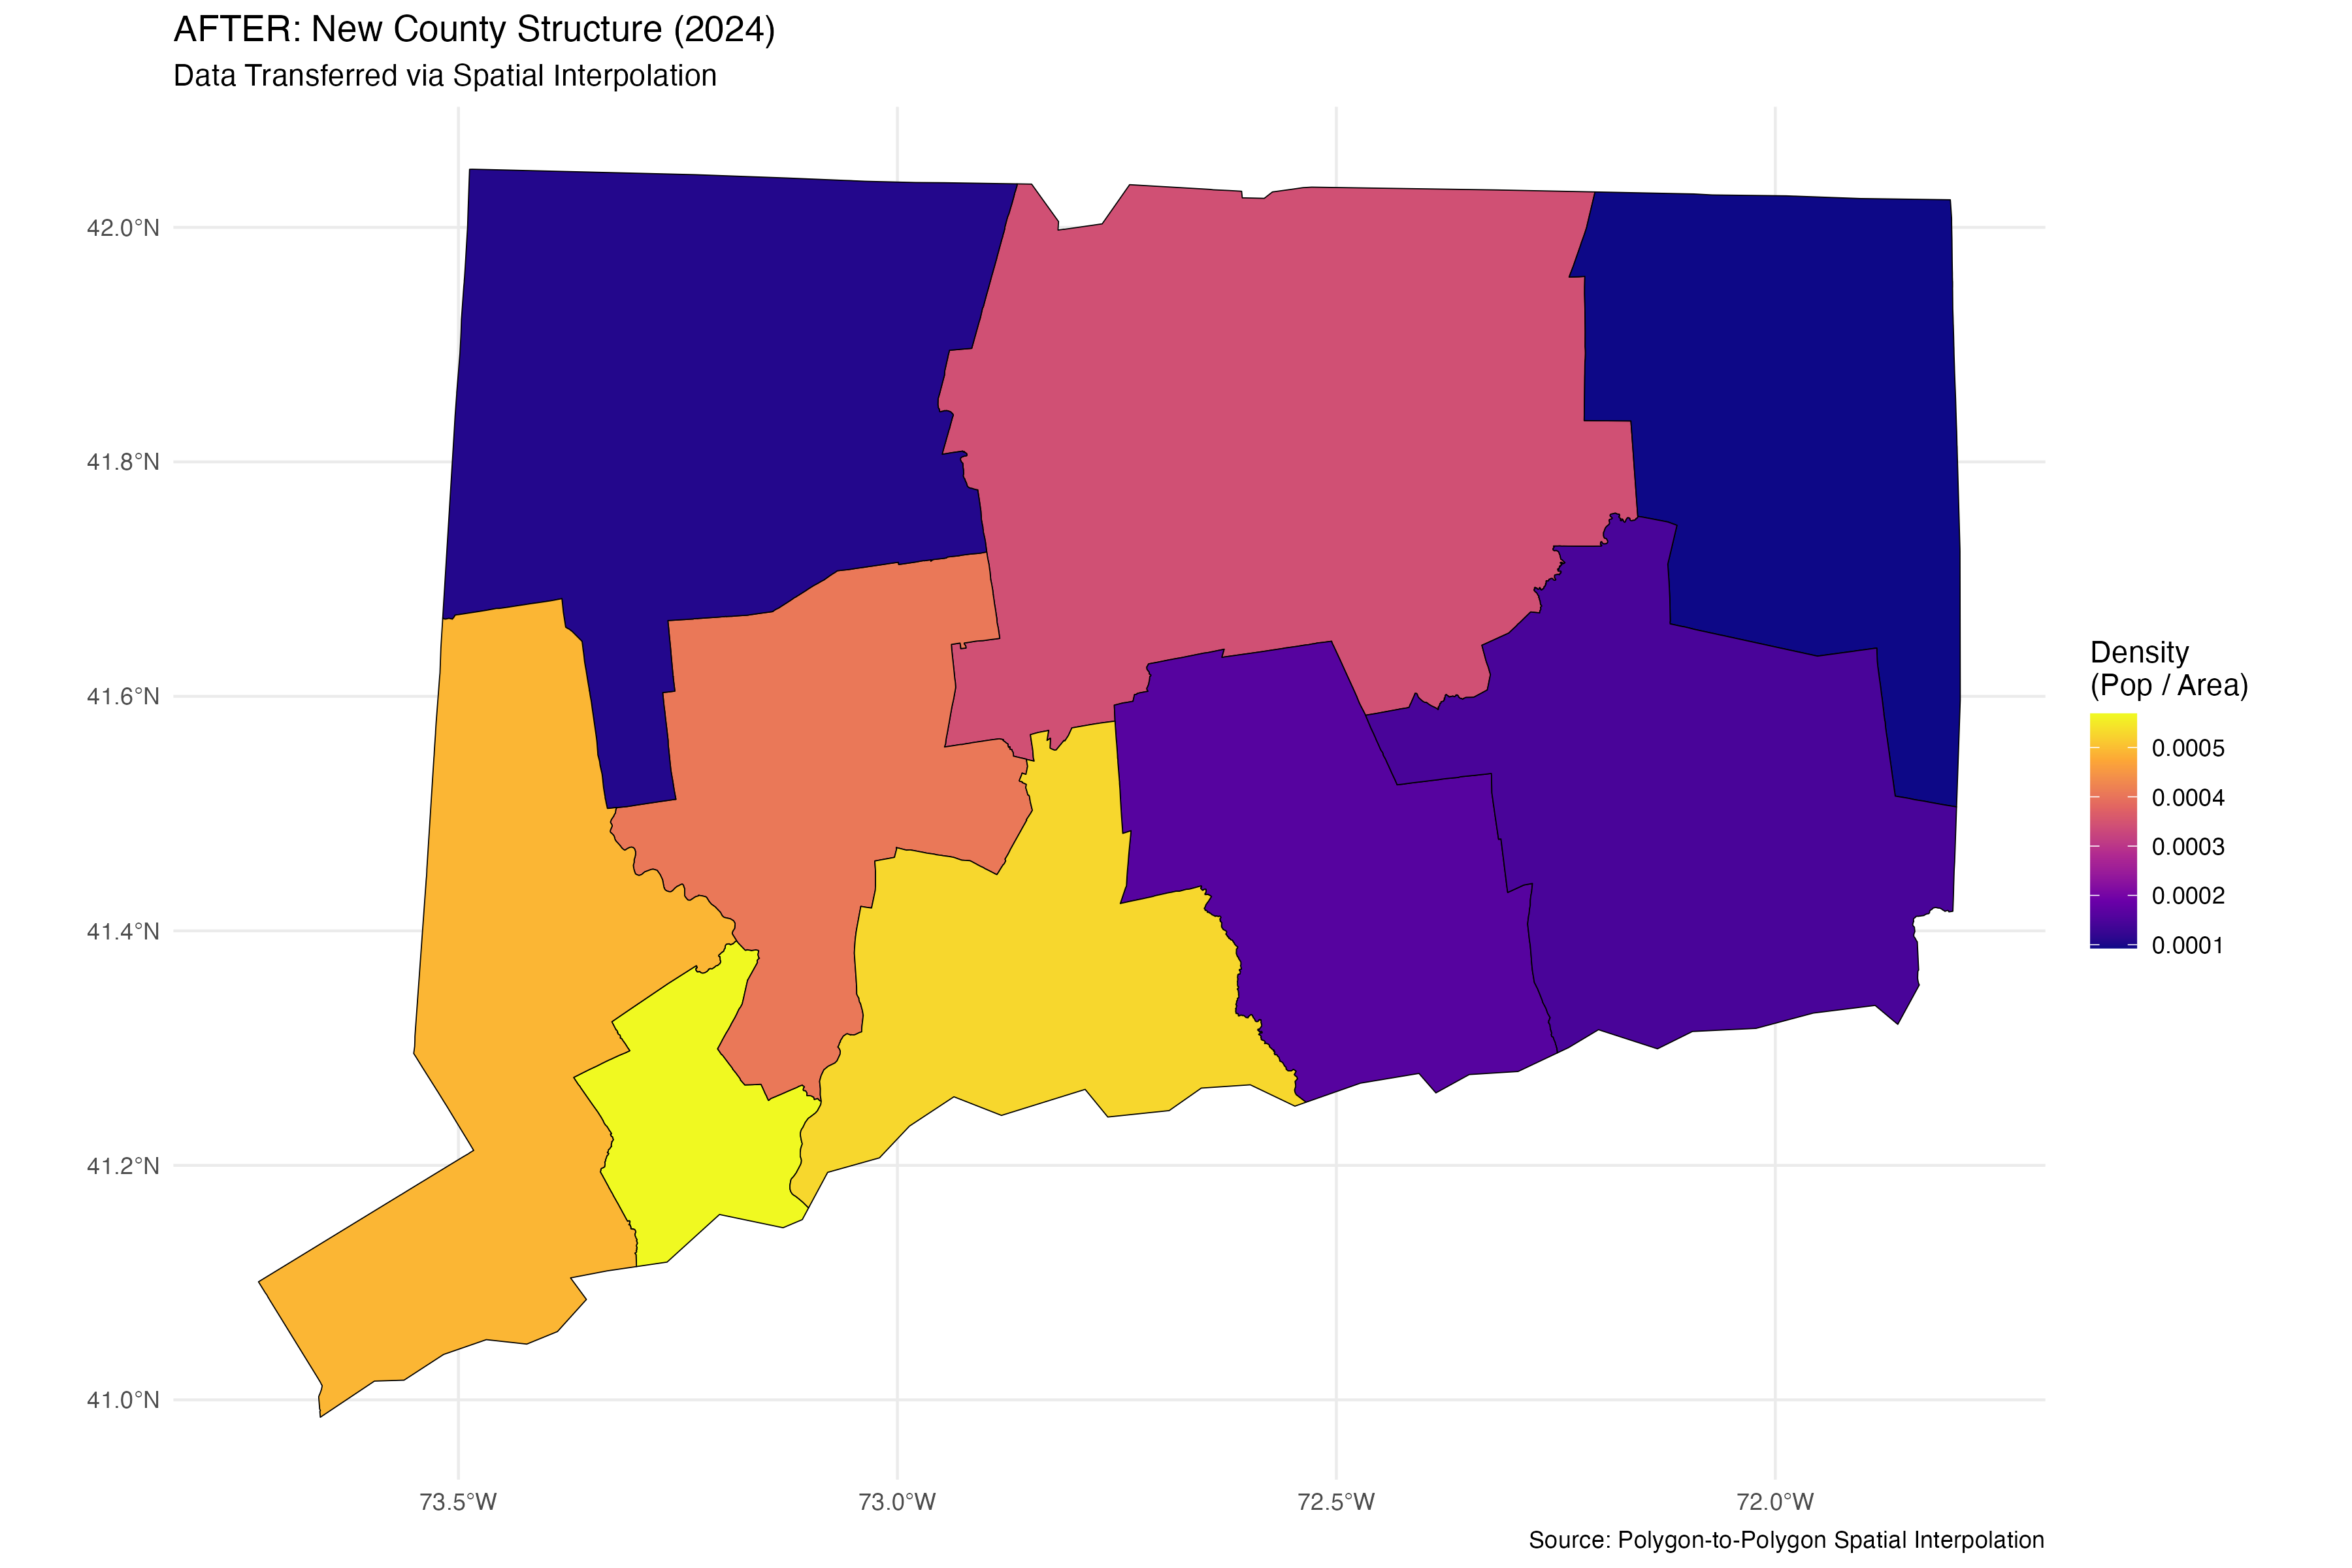 AFTER: New County Structure (2024)
Data Transferred via Spatial Interpolation
42.0°N
41.8°N
41.6°N
41.4°N
41.2°N
41.0°N
73.5°W
73.0°W
72.5°W
72.0°W
Density
(Pop / Area)
0.0005
0.0004
0.0003
0.0002
0.0001
Source: Polygon-to-Polygon Spatial Interpolation